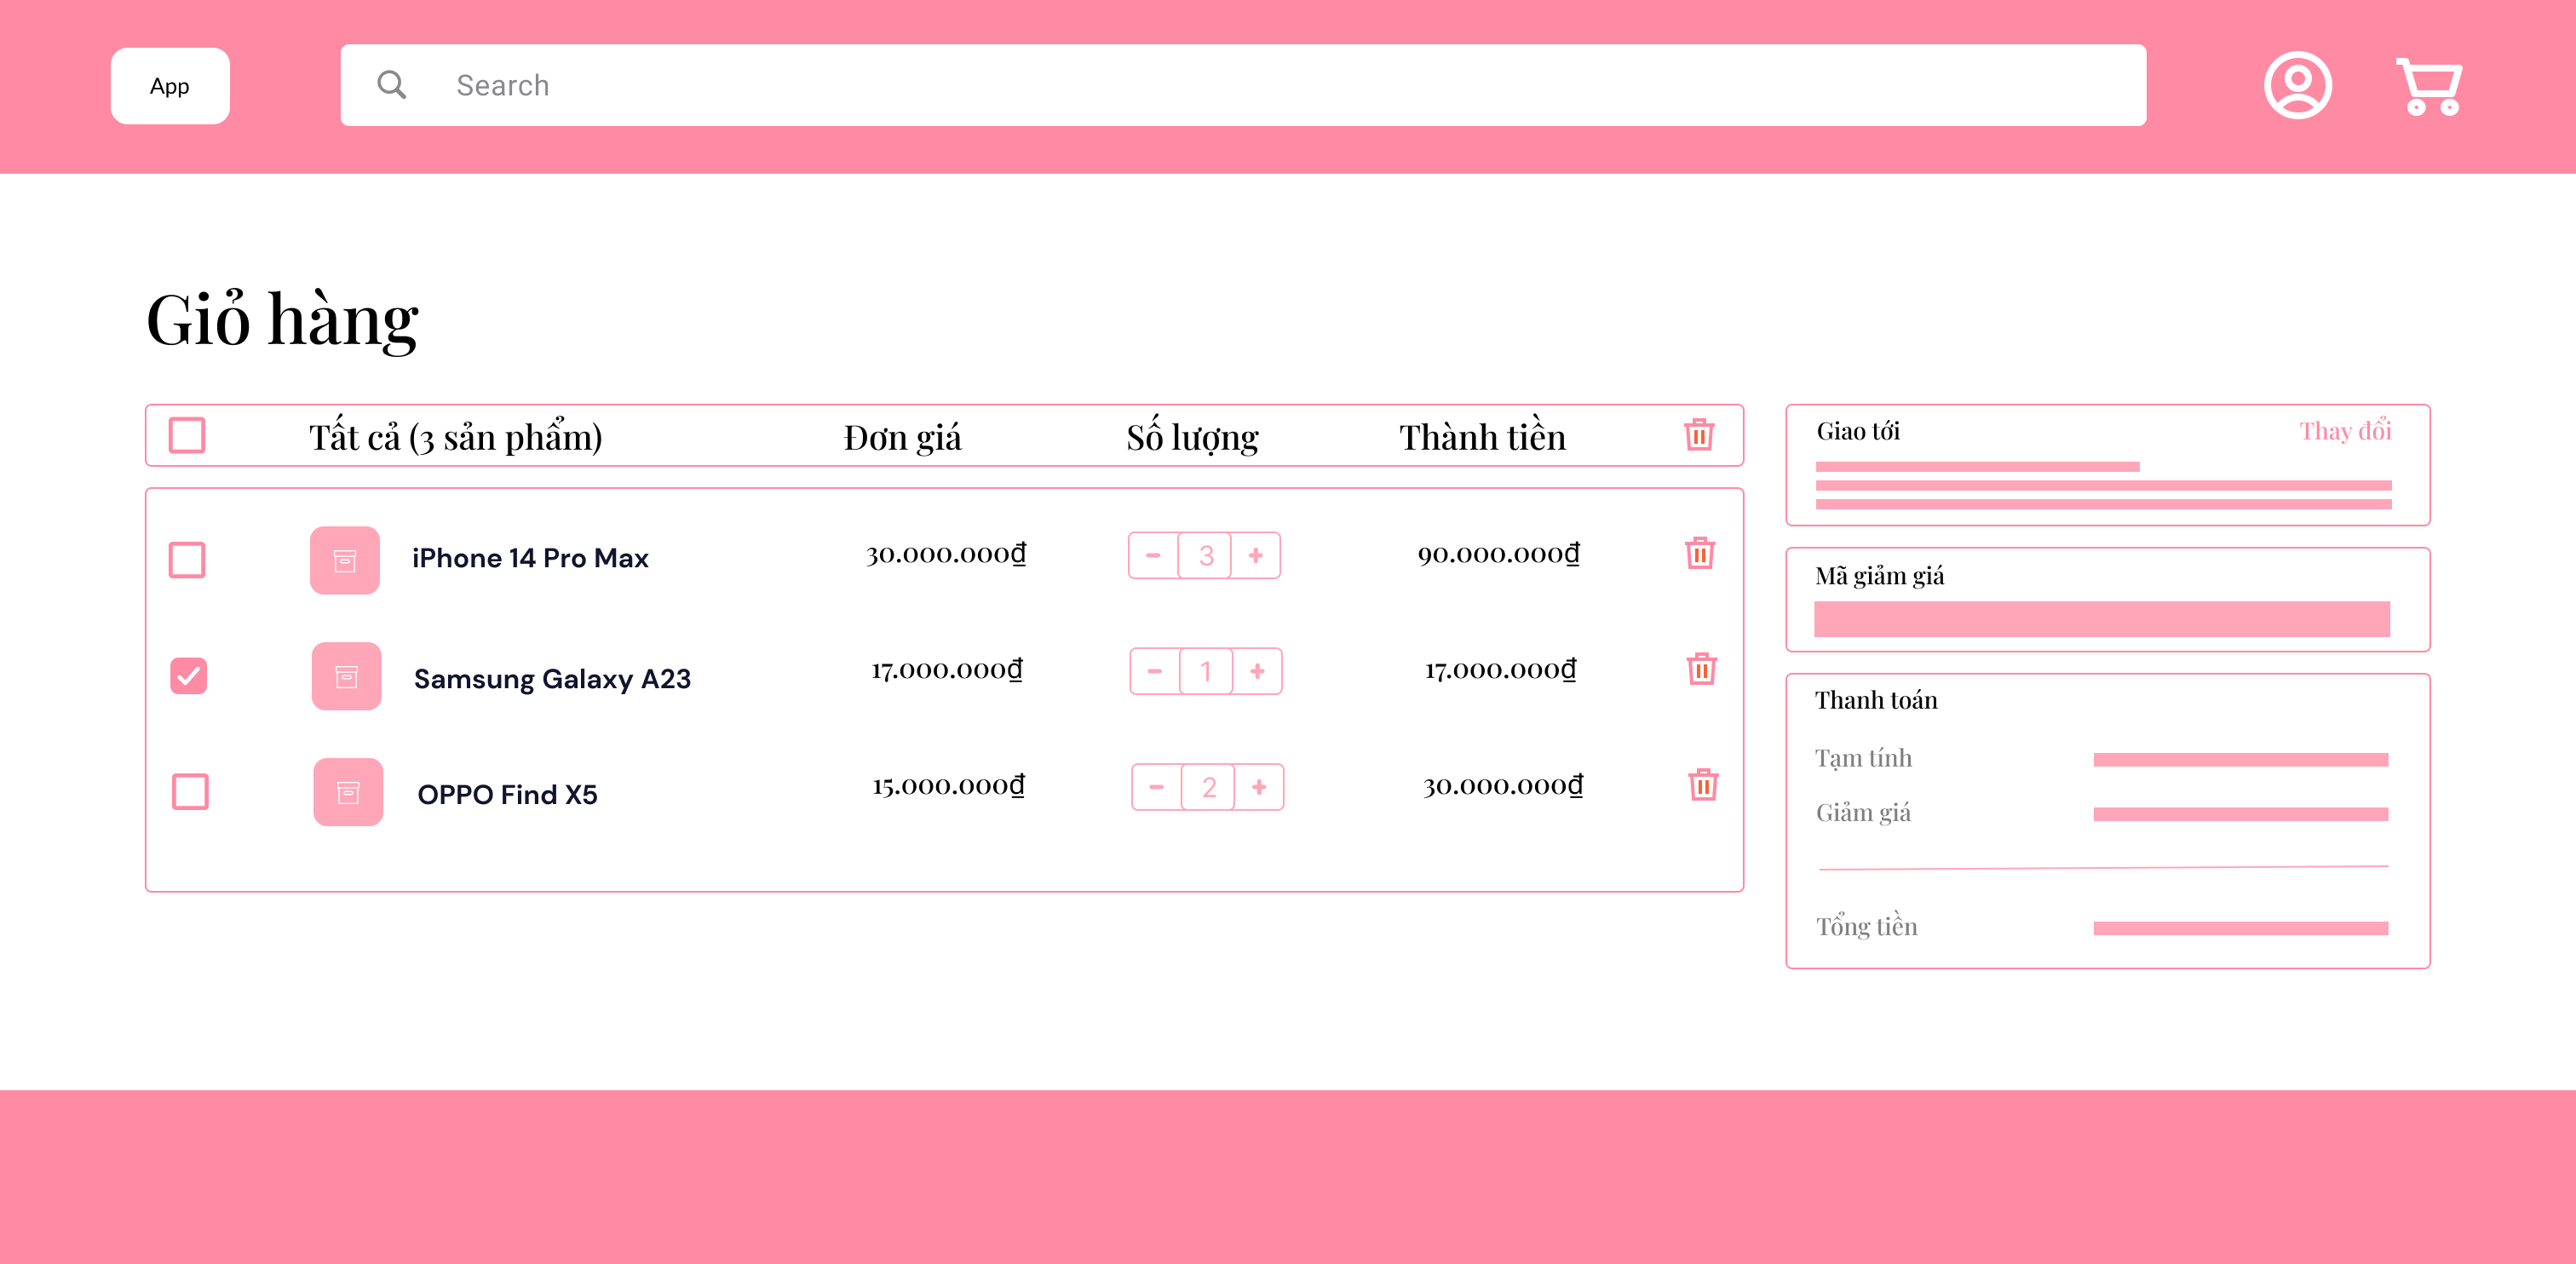 App
Search
Giỏ hàng
Tất cả (3 sản phẩm) Đơn giá Số lượng Thành tiền
iPhone 14 Pro Max 30.000.000₫ 3 90.000.000₫
Samsung Galaxy A23 17.000.000₫ 1 17.000.000₫
OPPO Find X5 15.000.000₫ 2 30.000.000₫
Giao tới Thay đổi
Mã giảm giá
Thanh toán
Tạm tính
Giảm giá
Tổng tiền